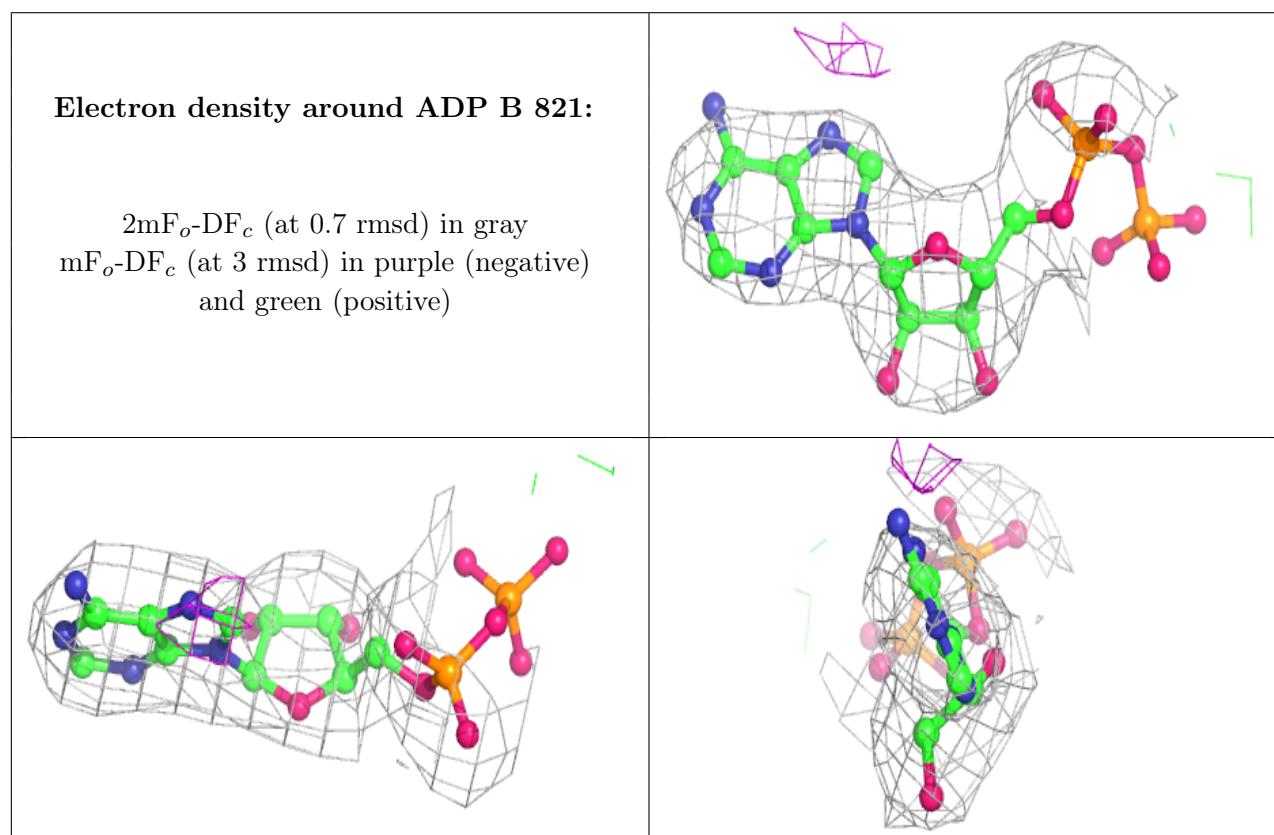 Electron density around ADP B 821:
2mFo-DFc (at 0.7 rmsd) in gray
mFo-DFc (at 3 rmsd) in purple (negative)
and green (positive)